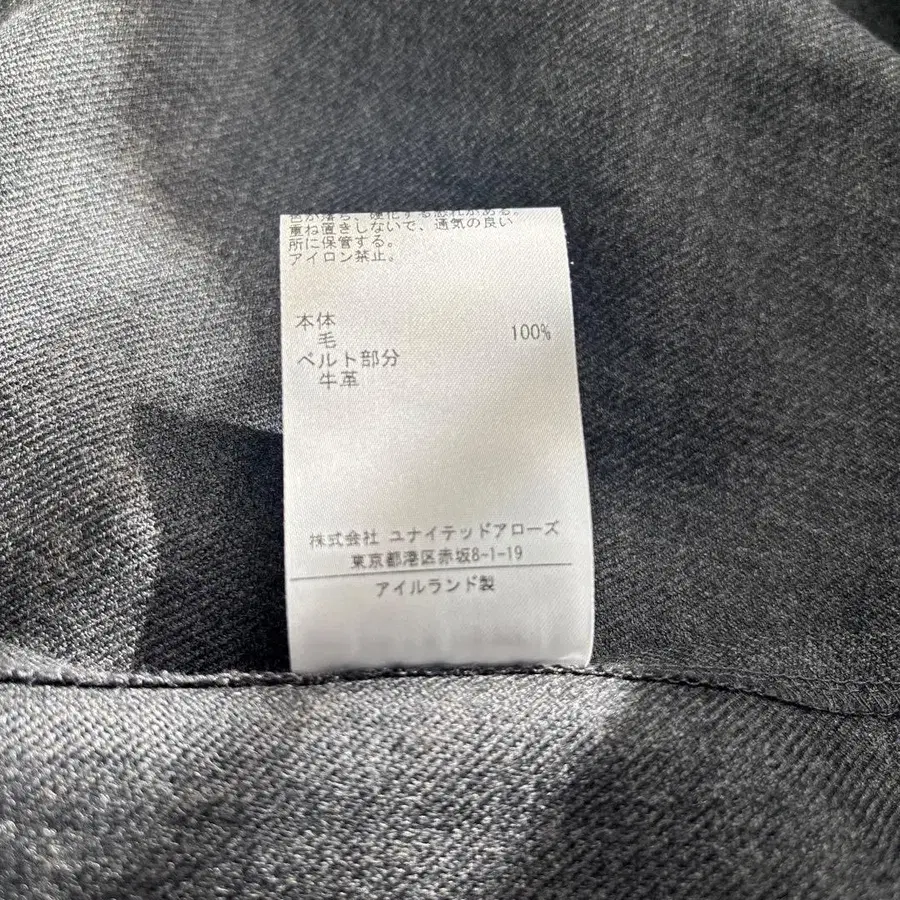 色が落ち、硬化する恐れがある。
重ね置きしないで、通気の良い
所に保管する。
アイロン禁止。
本体
毛 100%
ベルト部分
牛革
株式会社 ユナイテッドアローズ
東京都港区赤坂8-1-19
アイルランド製